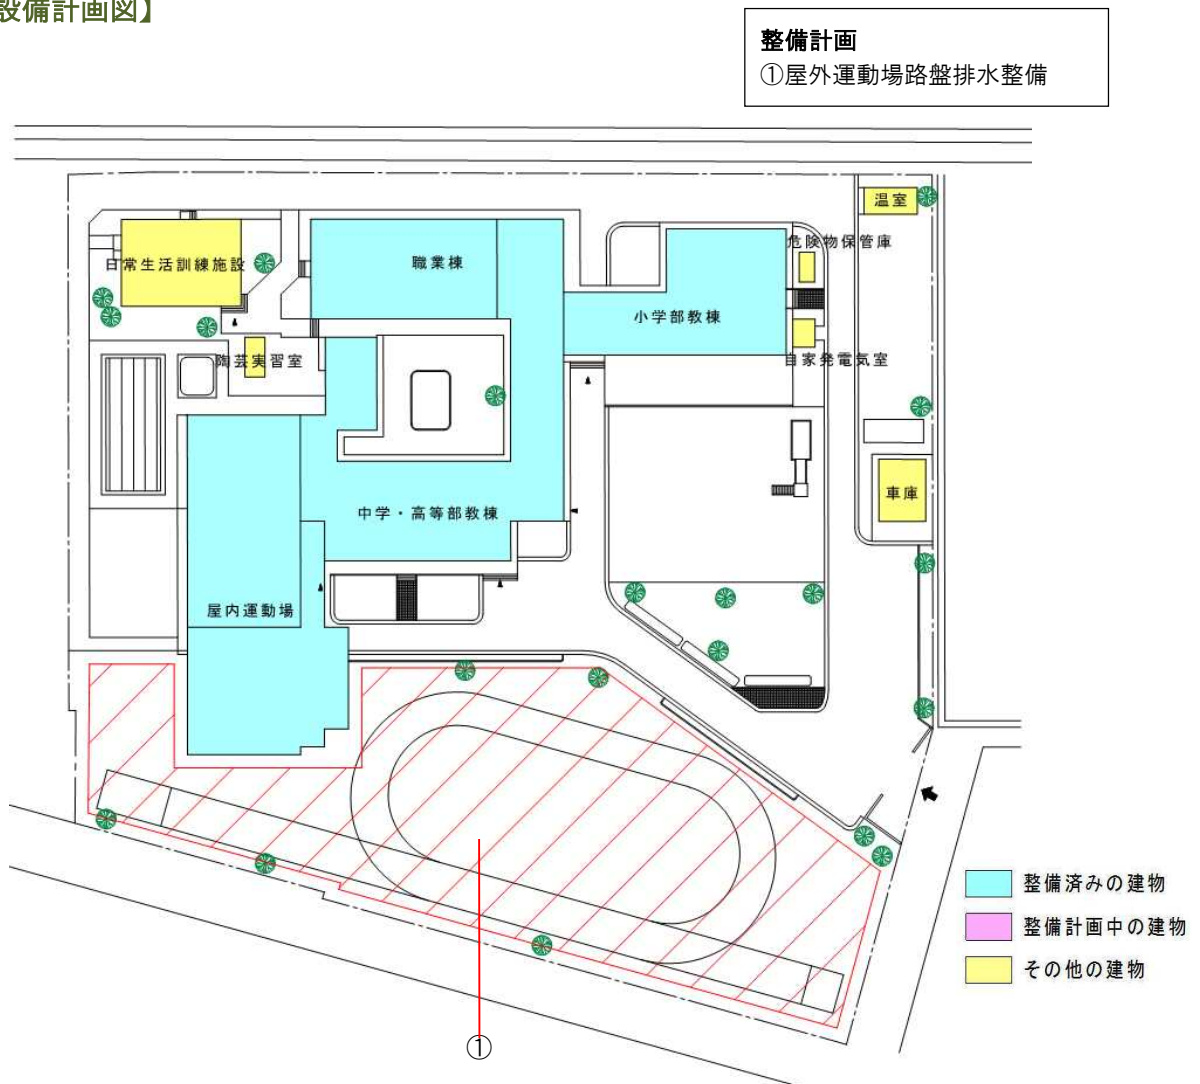 設備計画図】
整備計画
①屋外運動場路盤排水整備
温室
危険物保管庫
日常生活訓練施設
職業棟
小学部教棟
陶芸実習室
自家発電気室
車庫
中学・高等部教棟
屋内運動場
整備済みの建物
整備計画中の建物
その他の建物
①